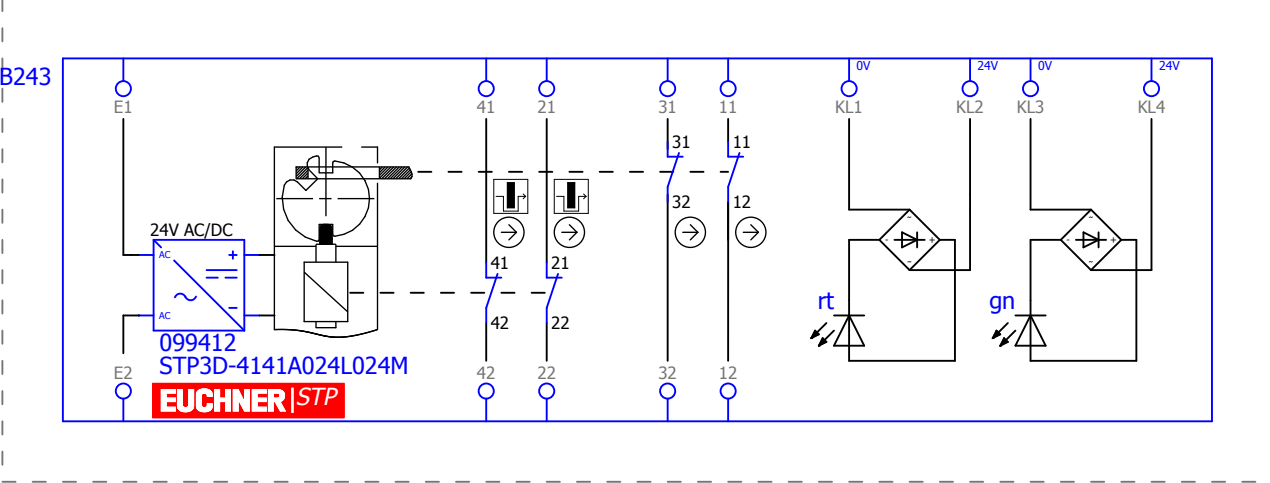 B243
0V 24V 0V 24V
E1 41 21 31 11 KL1 KL2 KL3 KL4
31 11
32 12
24V AC/DC
AC +
- + - +
41 21
rt gn
AC −
42 22
099412
STP3D-4141A024L024M
E2 42 22 32 12
EUCHNER|STP